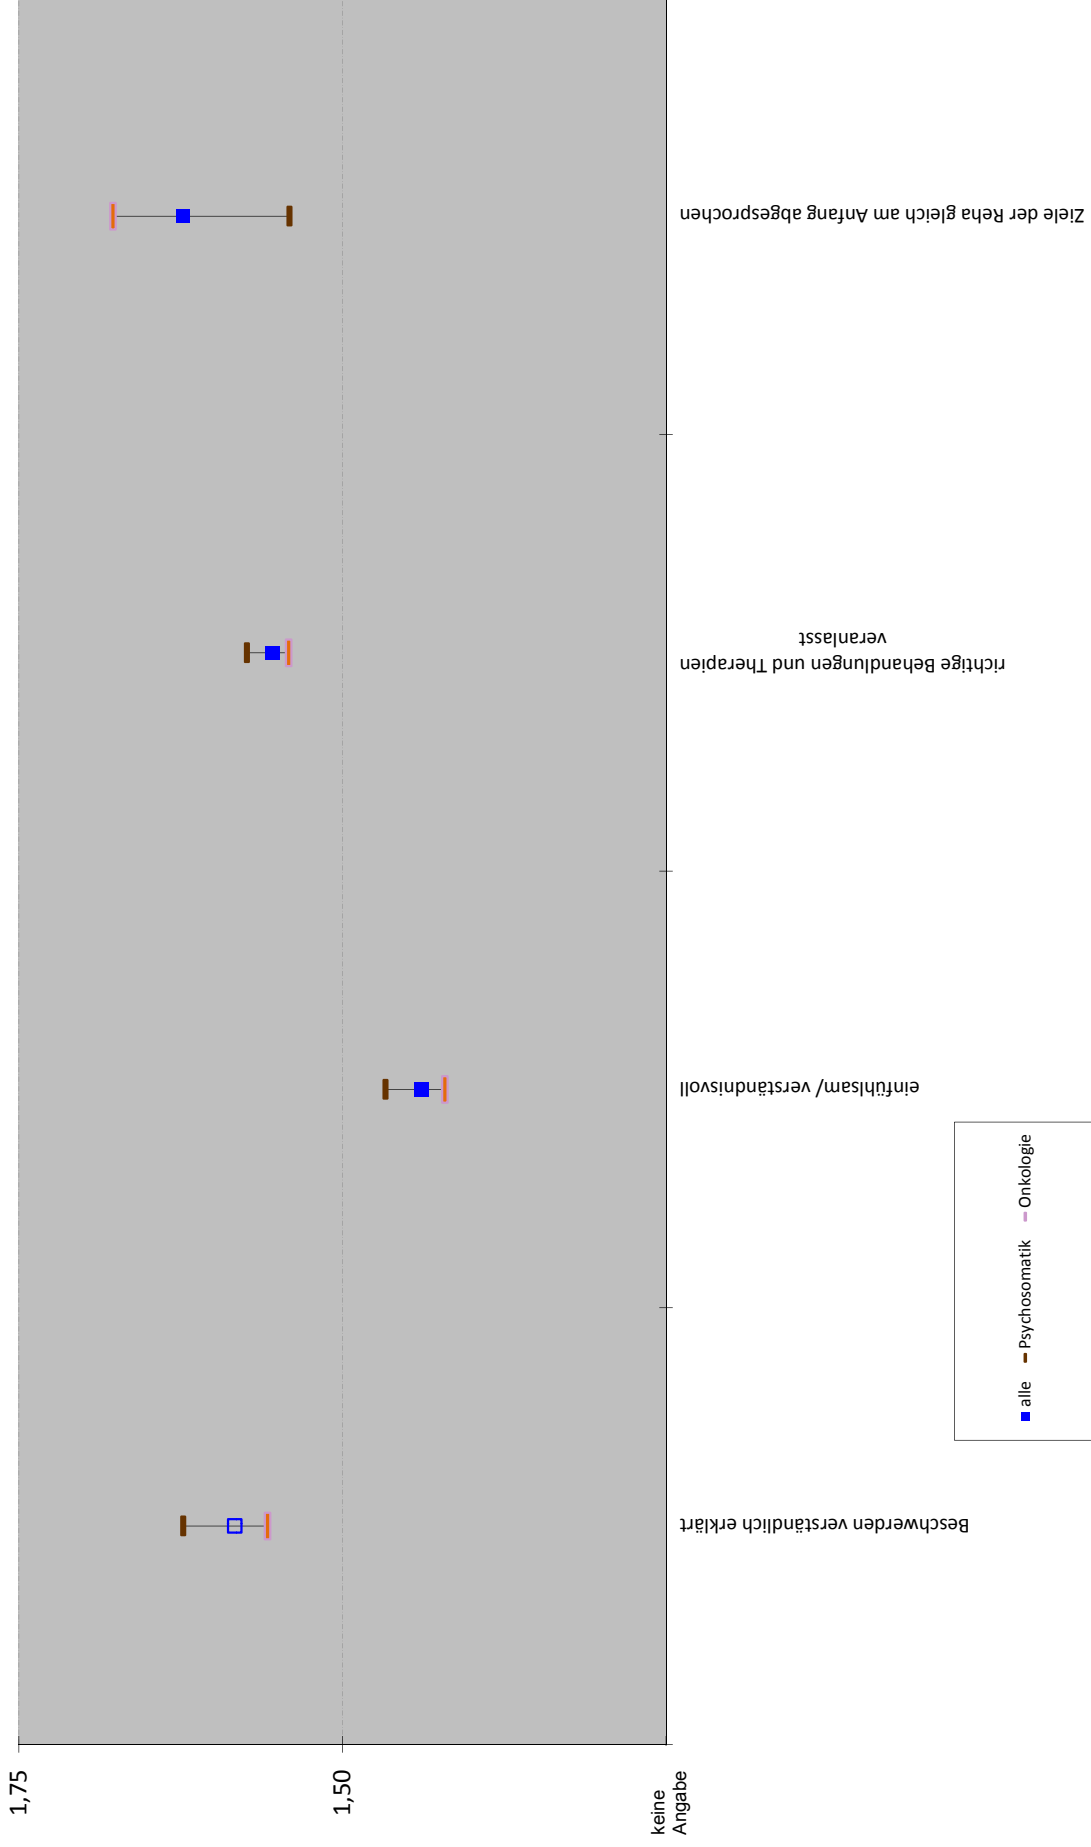 1,75
1,50
keine
Angabe
Ziele der Reha gleich am Anfang abgesprochen
richtige Behandlungen und Therapien
veranlasst
einfühlsam/ verständnisvoll
Beschwerden verständlich erklärt
alle Psychosomatik Onkologie